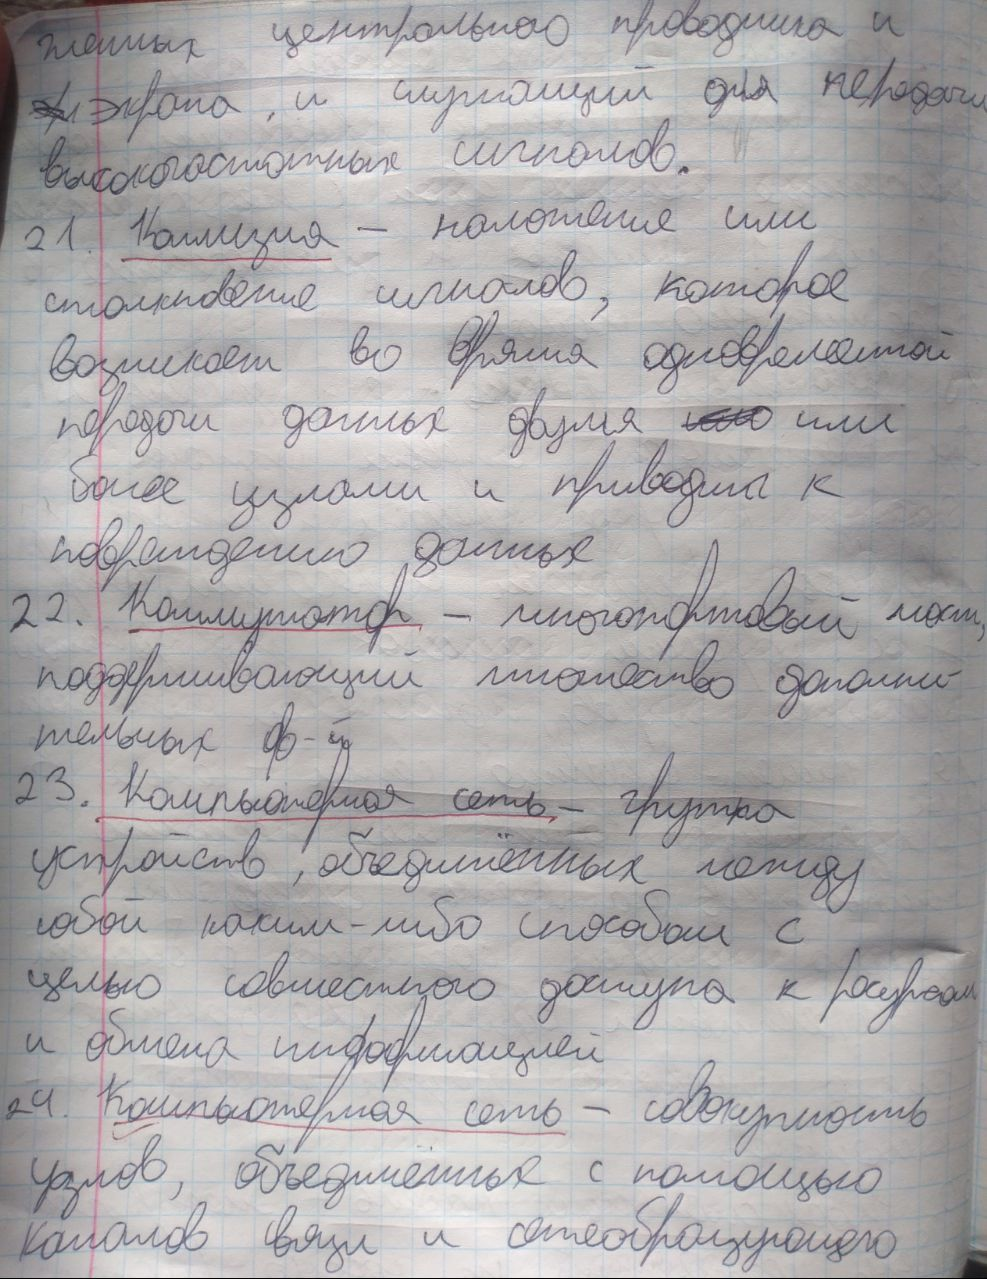 женных центрального проводника и
экрана, и служащий для передачи
высокочастотных сигналов.
21. Коллизия – наложение или
столкновение сигналов, которое
возникает во время одновременной
передачи данных двумя или
более узлами и приводит к
повреждению данных
22. Коммутатор – многопортовый мост,
поддерживающий множество дополни-
тельных ф-й
23. Компьютерная сеть – группа
устройств, объединённых между
собой каким-либо способом с
целью совместного доступа к ресурсам
и обмена информацией
24. Компьютерная сеть – совокупность
узлов, объединённых с помощью
каналов связи и сетеобразующего